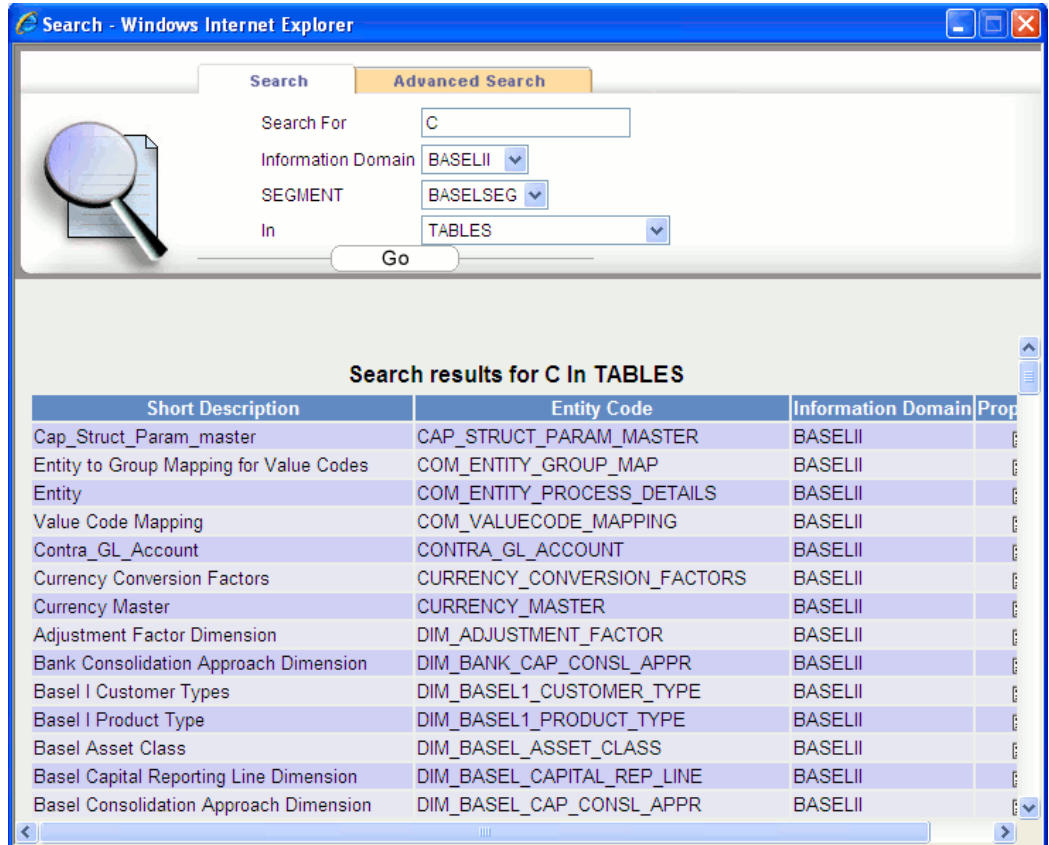 Search - Windows Internet Explorer
Search Advanced Search
Search For C
Information Domain BASELII
SEGMENT BASELSEG
In TABLES
Go
Search results for C In TABLES
Short Description Entity Code Information Domain Prop
Cap_Struct_Param_master CAP_STRUCT_PARAM_MASTER BASELII
Entity to Group Mapping for Value Codes COM_ENTITY_GROUP_MAP BASELII
Entity COM_ENTITY_PROCESS_DETAILS BASELII
Value Code Mapping COM_VALUECODE_MAPPING BASELII
Contra_GL_Account CONTRA_GL_ACCOUNT BASELII
Currency Conversion Factors CURRENCY_CONVERSION_FACTORS BASELII
Currency Master CURRENCY_MASTER BASELII
Adjustment Factor Dimension DIM_ADJUSTMENT_FACTOR BASELII
Bank Consolidation Approach Dimension DIM_BANK_CAP_CONSL_APPR BASELII
Basel I Customer Types DIM_BASEL1_CUSTOMER_TYPE BASELII
Basel I Product Type DIM_BASEL1_PRODUCT_TYPE BASELII
Basel Asset Class DIM_BASEL_ASSET_CLASS BASELII
Basel Capital Reporting Line Dimension DIM_BASEL_CAPITAL_REP_LINE BASELII
Basel Consolidation Approach Dimension DIM_BASEL_CAP_CONSL_APPR BASELII